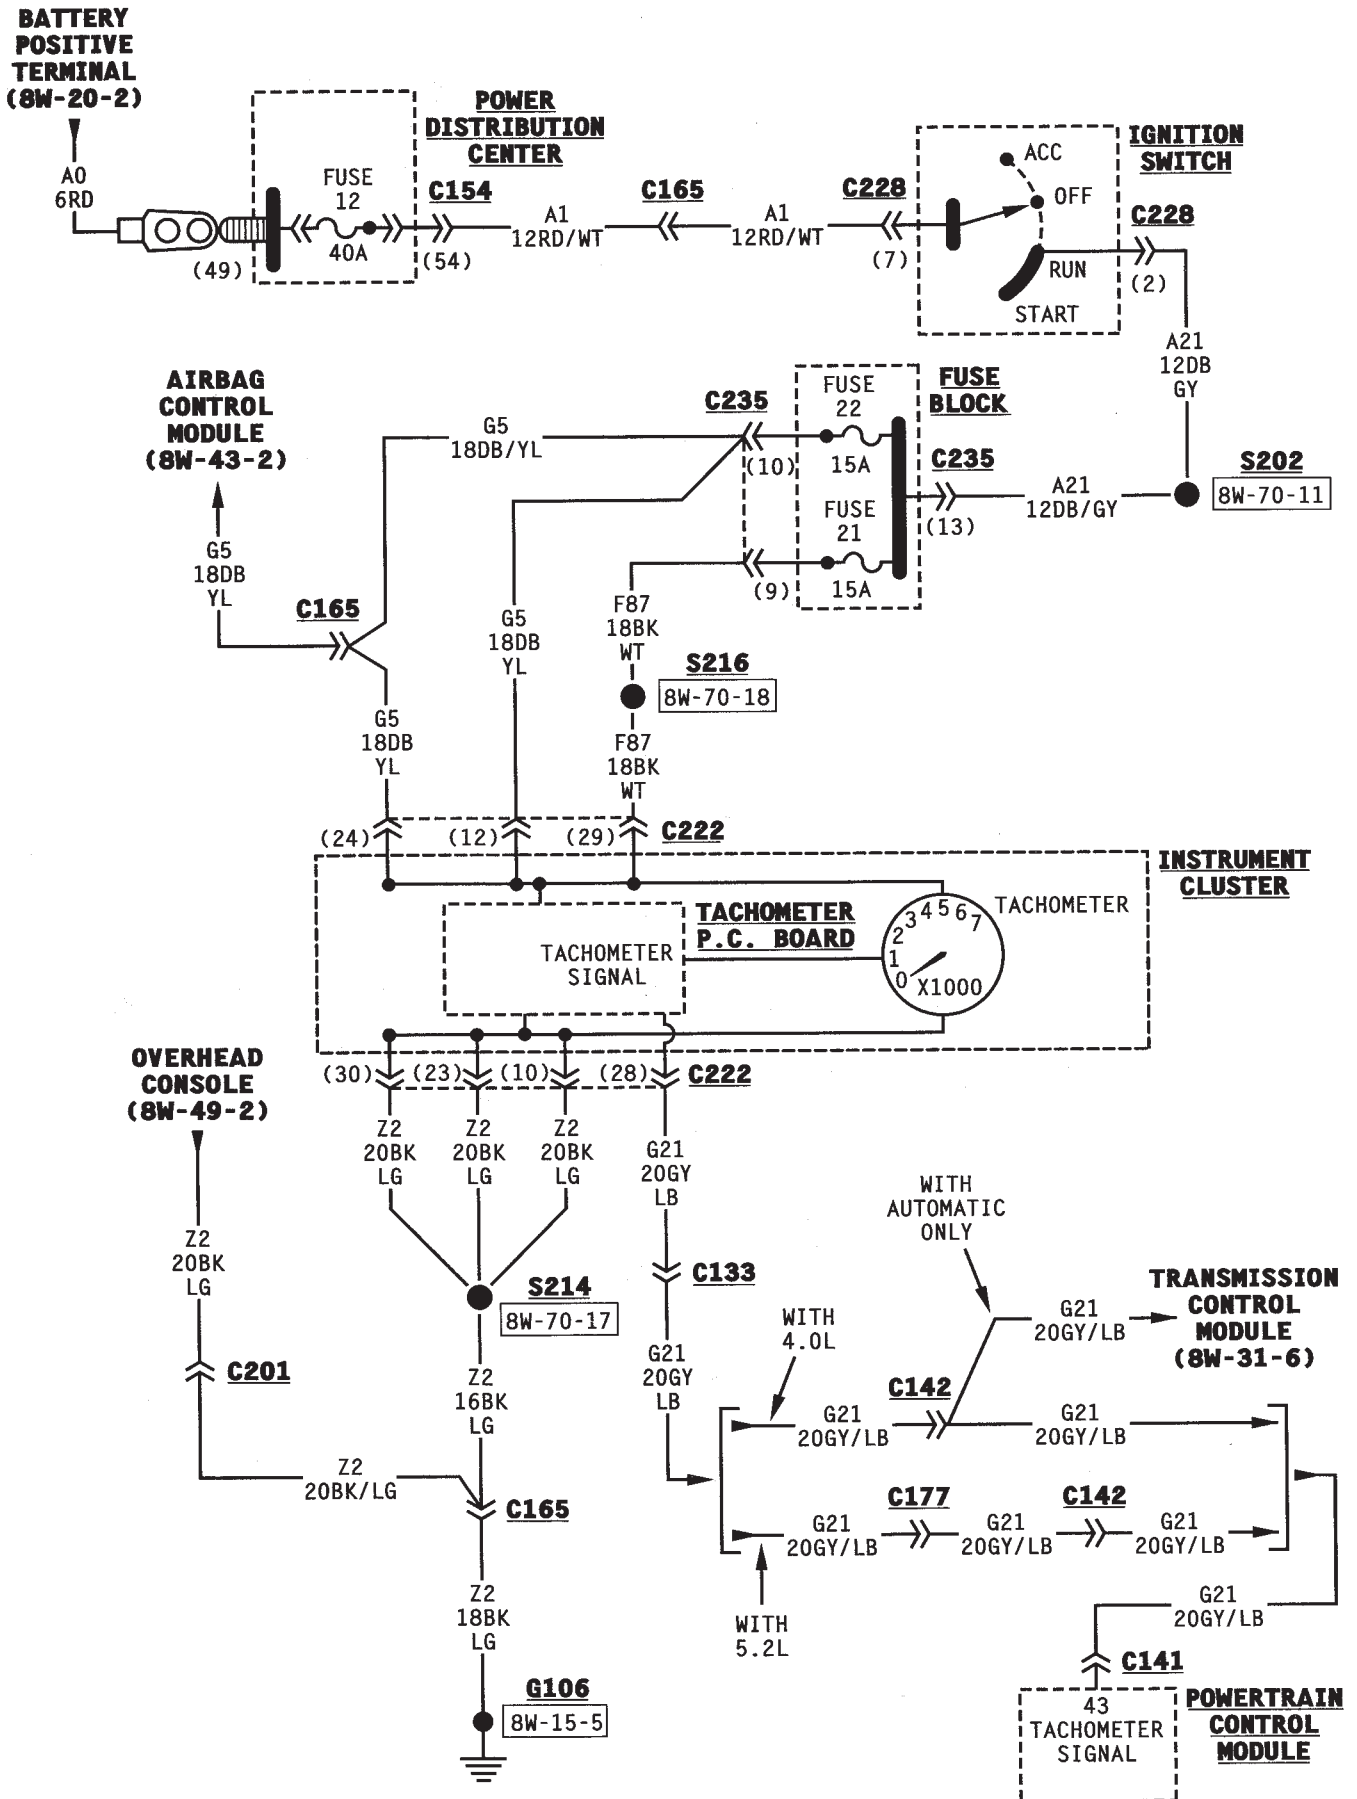 BATTERY
POSITIVE
TERMINAL
(8W-20-2)
A0
6RD
(49)
FUSE
12
40A
POWER
DISTRIBUTION
CENTER
C154
(54)
A1
12RD/WT
C165
A1
12RD/WT
C228
(7)
ACC
OFF
RUN
START
IGNITION
SWITCH
C228
(2)
A21
12DB
GY
AIRBAG
CONTROL
MODULE
(8W-43-2)
G5
18DB
YL
C165
G5
18DB/YL
C235
(10)
FUSE
22
15A
FUSE
21
15A
FUSE
BLOCK
C235
(13)
A21
12DB/GY
S202
8W-70-11
(9)
G5
18DB
YL
G5
18DB
YL
F87
18BK
WT
S216
8W-70-18
F87
18BK
WT
(24)
(12)
(29)
C222
INSTRUMENT
CLUSTER
TACHOMETER
P.C. BOARD
TACHOMETER
SIGNAL
TACHOMETER
0
1
2
3
4
5
6
7
X1000
OVERHEAD
CONSOLE
(8W-49-2)
(30)
(23)
(10)
(28)
C222
Z2
20BK
LG
Z2
20BK
LG
Z2
20BK
LG
G21
20GY
LB
Z2
20BK
LG
C201
S214
8W-70-17
C133
G21
20GY
LB
Z2
16BK
LG
Z2
20BK/LG
C165
Z2
18BK
LG
G106
8W-15-5
WITH
AUTOMATIC
ONLY
WITH
4.0L
G21
20GY/LB
TRANSMISSION
CONTROL
MODULE
(8W-31-6)
G21
20GY/LB
C142
G21
20GY/LB
G21
20GY/LB
C177
G21
20GY/LB
C142
G21
20GY/LB
WITH
5.2L
G21
20GY/LB
C141
43
TACHOMETER
SIGNAL
POWERTRAIN
CONTROL
MODULE